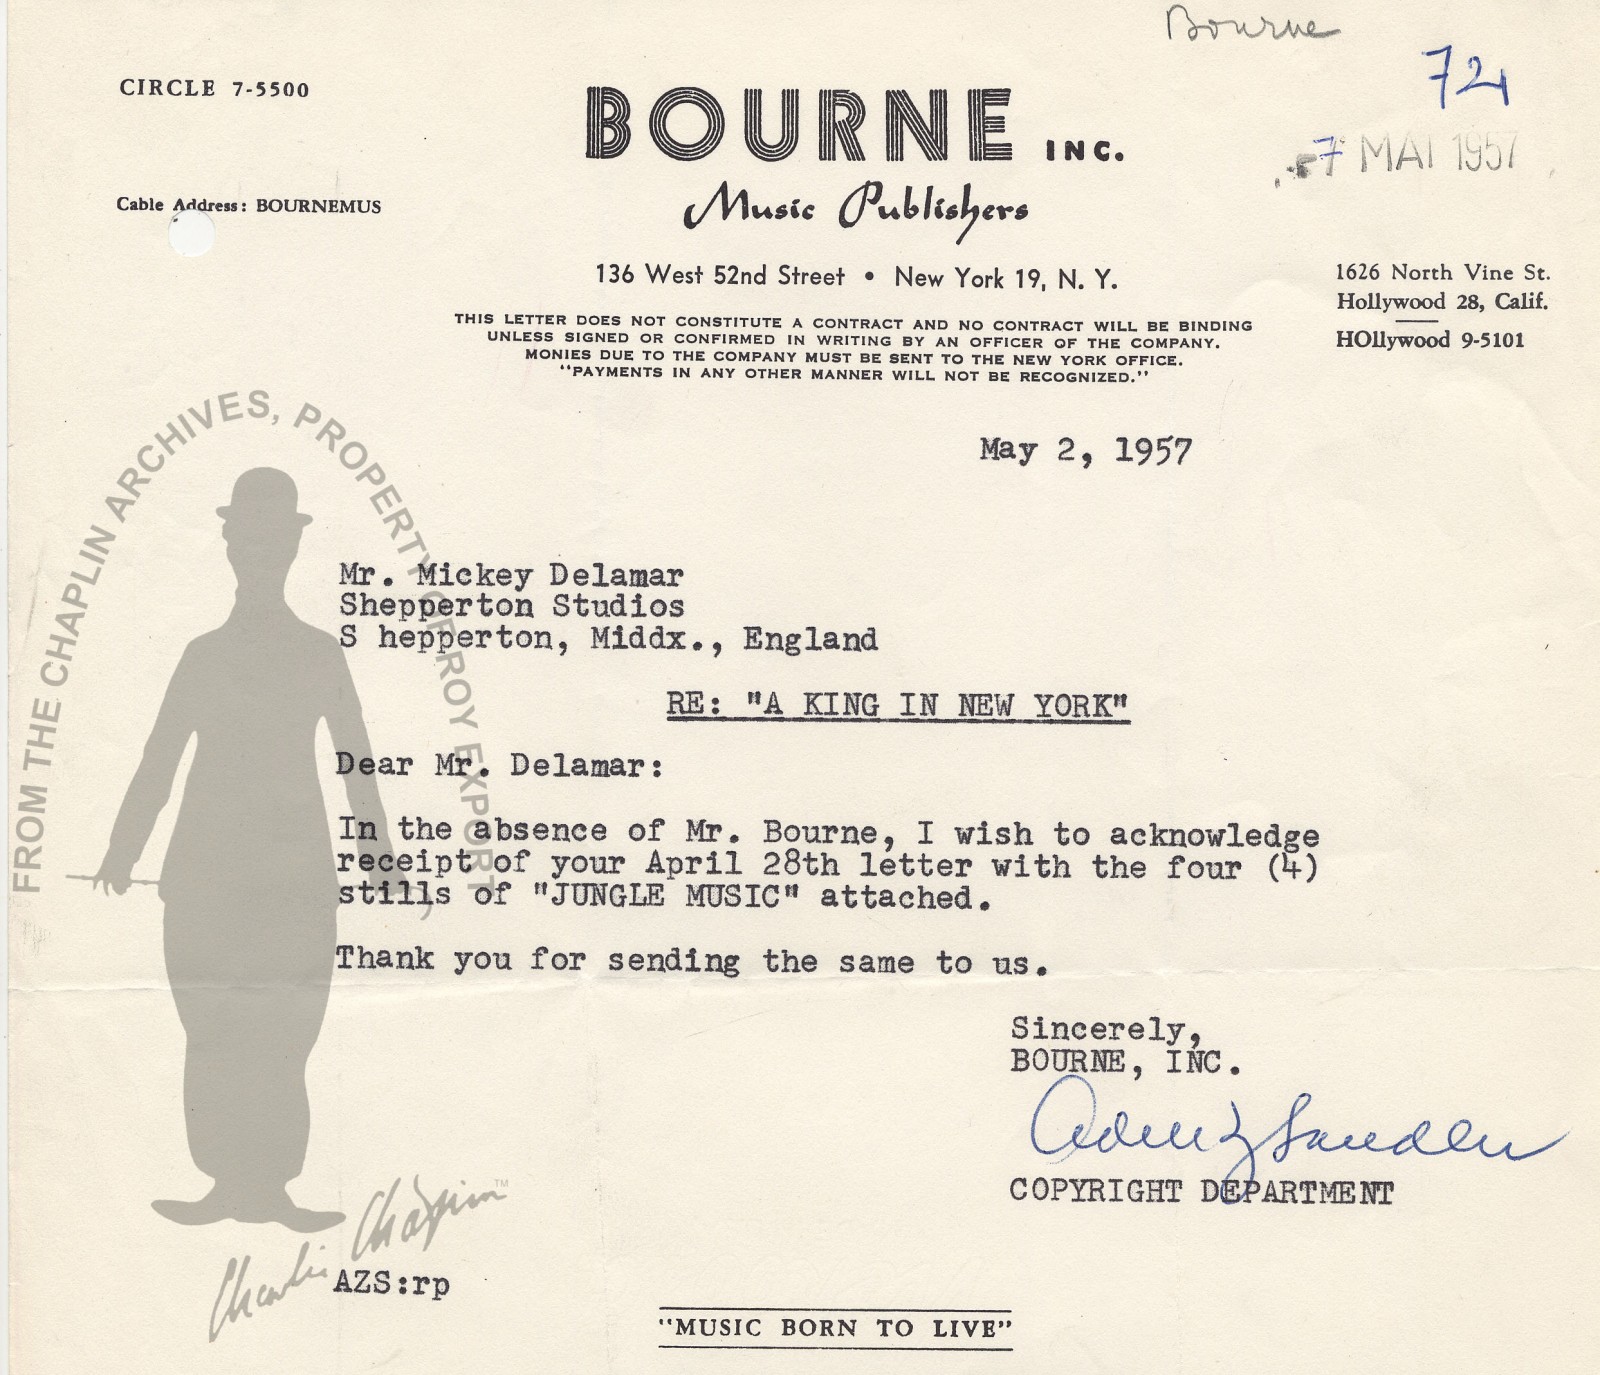 Bourne
72
CIRCLE 7-5500
BOURNE INC.
7 MAI 1957
Music Publishers
Cable Address: BOURNEMUS
136 West 52nd Street • New York 19, N. Y.
1626 North Vine St.
Hollywood 28, Calif.
HOllywood 9-5101
THIS LETTER DOES NOT CONSTITUTE A CONTRACT AND NO CONTRACT WILL BE BINDING
UNLESS SIGNED OR CONFIRMED IN WRITING BY AN OFFICER OF THE COMPANY.
MONIES DUE TO THE COMPANY MUST BE SENT TO THE NEW YORK OFFICE.
"PAYMENTS IN ANY OTHER MANNER WILL NOT BE RECOGNIZED."
FROM THE CHAPLIN ARCHIVES, PROPERTY OF ROY EXPORT
May 2, 1957
Mr. Mickey Delamar
Shepperton Studios
S hepperton, Middx., England
RE: "A KING IN NEW YORK"
Dear Mr. Delamar:
In the absence of Mr. Bourne, I wish to acknowledge
receipt of your April 28th letter with the four (4)
stills of "JUNGLE MUSIC" attached.
Thank you for sending the same to us.
Sincerely,
BOURNE, INC.
Sandler
COPYRIGHT DEPARTMENT
Charlie Chaplin™
AZS:rp
"MUSIC BORN TO LIVE"